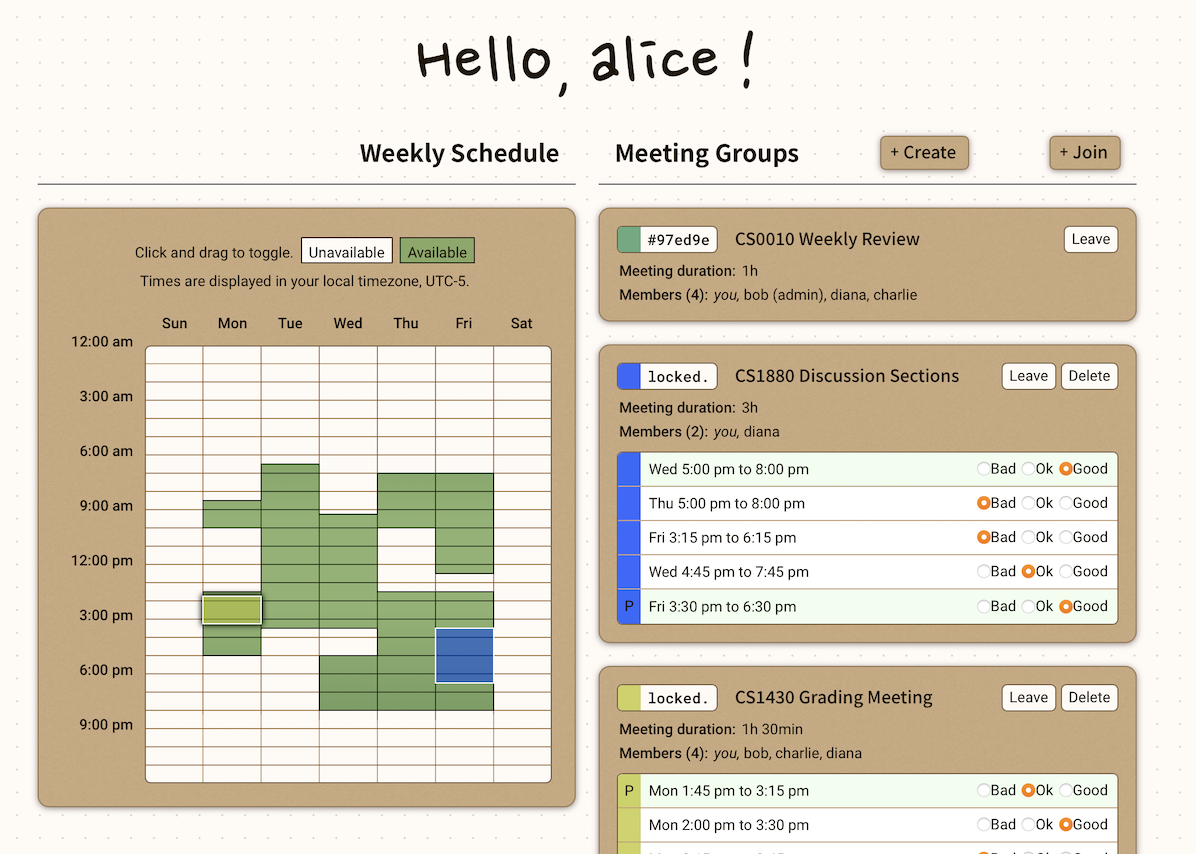 Hello, alice !
Weekly Schedule
Click and drag to toggle. Unavailable Available
Times are displayed in your local timezone, UTC-5.
Sun Mon Tue Wed Thu Fri Sat
12:00 am
3:00 am
6:00 am
9:00 am
12:00 pm
3:00 pm
6:00 pm
9:00 pm
Meeting Groups + Create + Join
#97ed9e CS0010 Weekly Review Leave
Meeting duration: 1h
Members (4): you, bob (admin), diana, charlie
locked. CS1880 Discussion Sections Leave Delete
Meeting duration: 3h
Members (2): you, diana
Wed 5:00 pm to 8:00 pm Bad Ok Good
Thu 5:00 pm to 8:00 pm Bad Ok Good
Fri 3:15 pm to 6:15 pm Bad Ok Good
Wed 4:45 pm to 7:45 pm Bad Ok Good
P Fri 3:30 pm to 6:30 pm Bad Ok Good
locked. CS1430 Grading Meeting Leave Delete
Meeting duration: 1h 30min
Members (4): you, bob, charlie, diana
P Mon 1:45 pm to 3:15 pm Bad Ok Good
Mon 2:00 pm to 3:30 pm Bad Ok Good